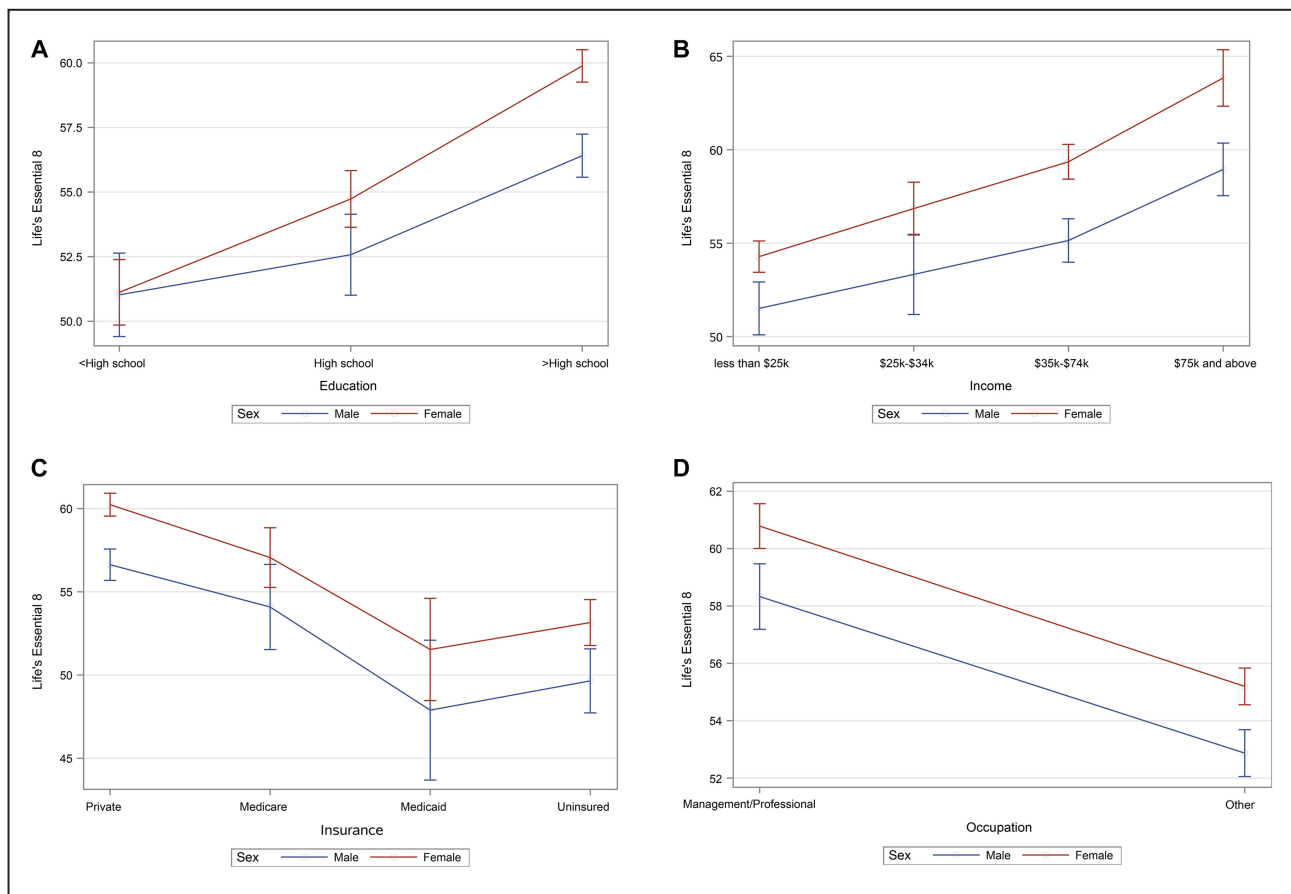 A
Life's Essential 8
60.0
57.5
55.0
52.5
50.0
<High school
High school
>High school
Education
Sex Male Female
B
Life's Essential 8
65
60
55
50
less than $25k
$25k-$34k
$35k-$74k
$75k and above
Income
Sex Male Female
C
Life's Essential 8
60
55
50
45
Private
Medicare
Medicaid
Uninsured
Insurance
Sex Male Female
D
Life's Essential 8
62
60
58
56
54
52
Management/Professional
Other
Occupation
Sex Male Female